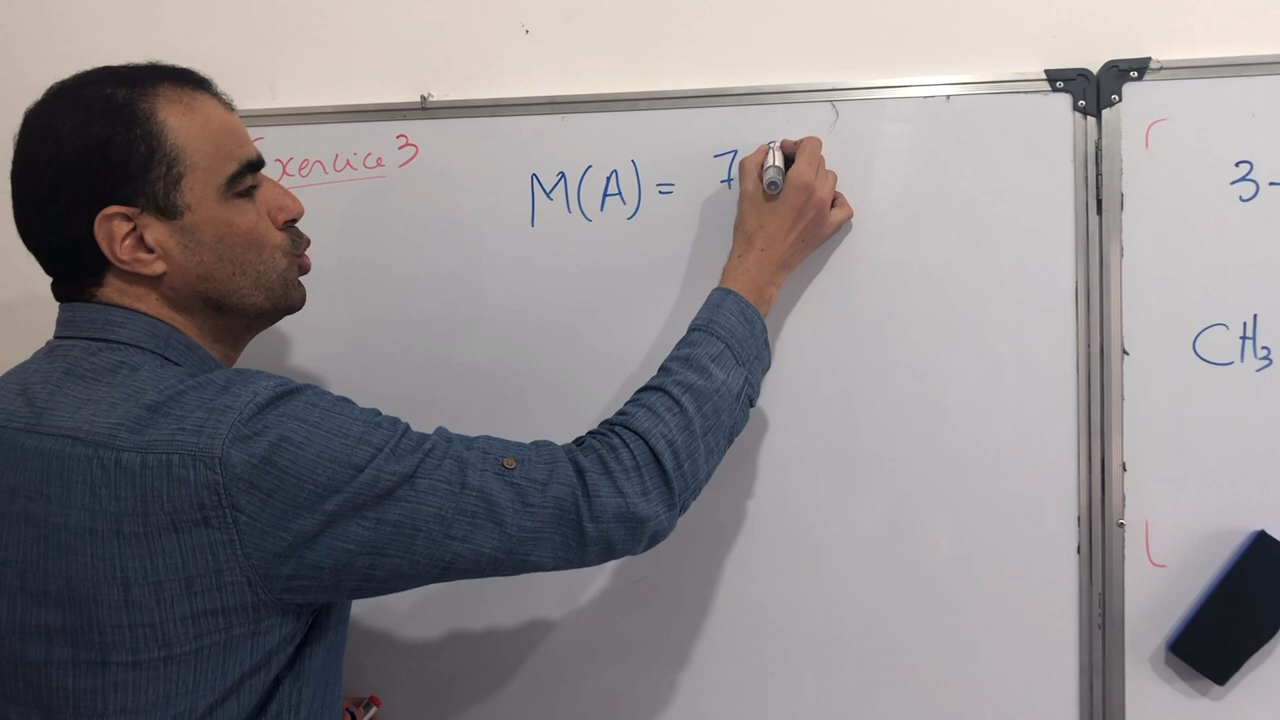 Exercice 3
M(A) = 7
3-
CH₃